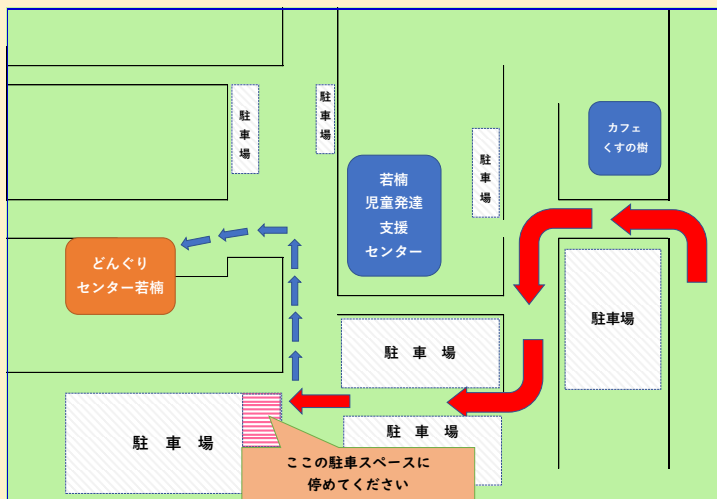 駐車場
駐車場
駐車場
カフェ
くすの樹
若楠
児童発達
支援
センター
どんぐり
センター若楠
駐車場
駐　車　場
駐　車　場
駐　車　場
ここの駐車スペースに
停めてください